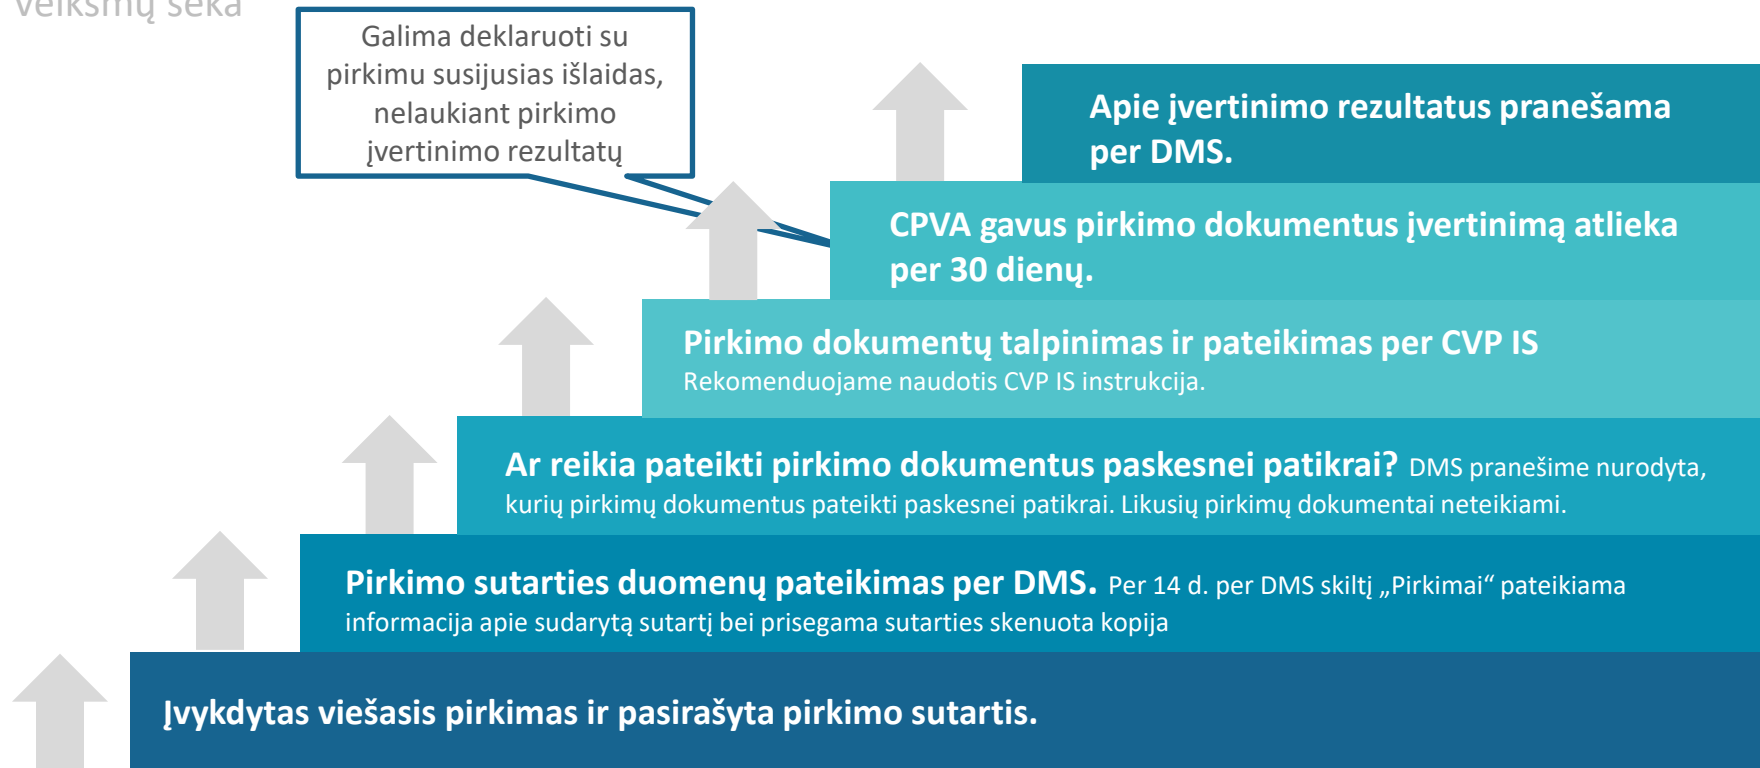 Veiksmų seka
Galima deklaruoti su
pirkimu susijusias išlaidas,
nelaukiant pirkimo
įvertinimo rezultatų
Apie įvertinimo rezultatus pranešama
per DMS.
CPVA gavus pirkimo dokumentus įvertinimą atlieka
per 30 dienų.
Pirkimo dokumentų talpinimas ir pateikimas per CVP IS
Rekomenduojame naudotis CVP IS instrukcija.
Ar reikia pateikti pirkimo dokumentus paskesnei patikrai? DMS pranešime nurodyta,
kurių pirkimų dokumentus pateikti paskesnei patikrai. Likusių pirkimų dokumentai neteikiami.
Pirkimo sutarties duomenų pateikimas per DMS. Per 14 d. per DMS skiltį „Pirkimai“ pateikiama
informacija apie sudarytą sutartį bei prisegama sutarties skenuota kopija
Įvykdytas viešasis pirkimas ir pasirašyta pirkimo sutartis.